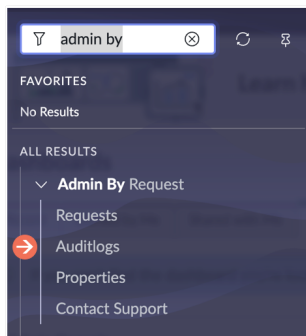 admin by
FAVORITES
No Results
ALL RESULTS
Admin By Request
Requests
Auditlogs
Properties
Contact Support